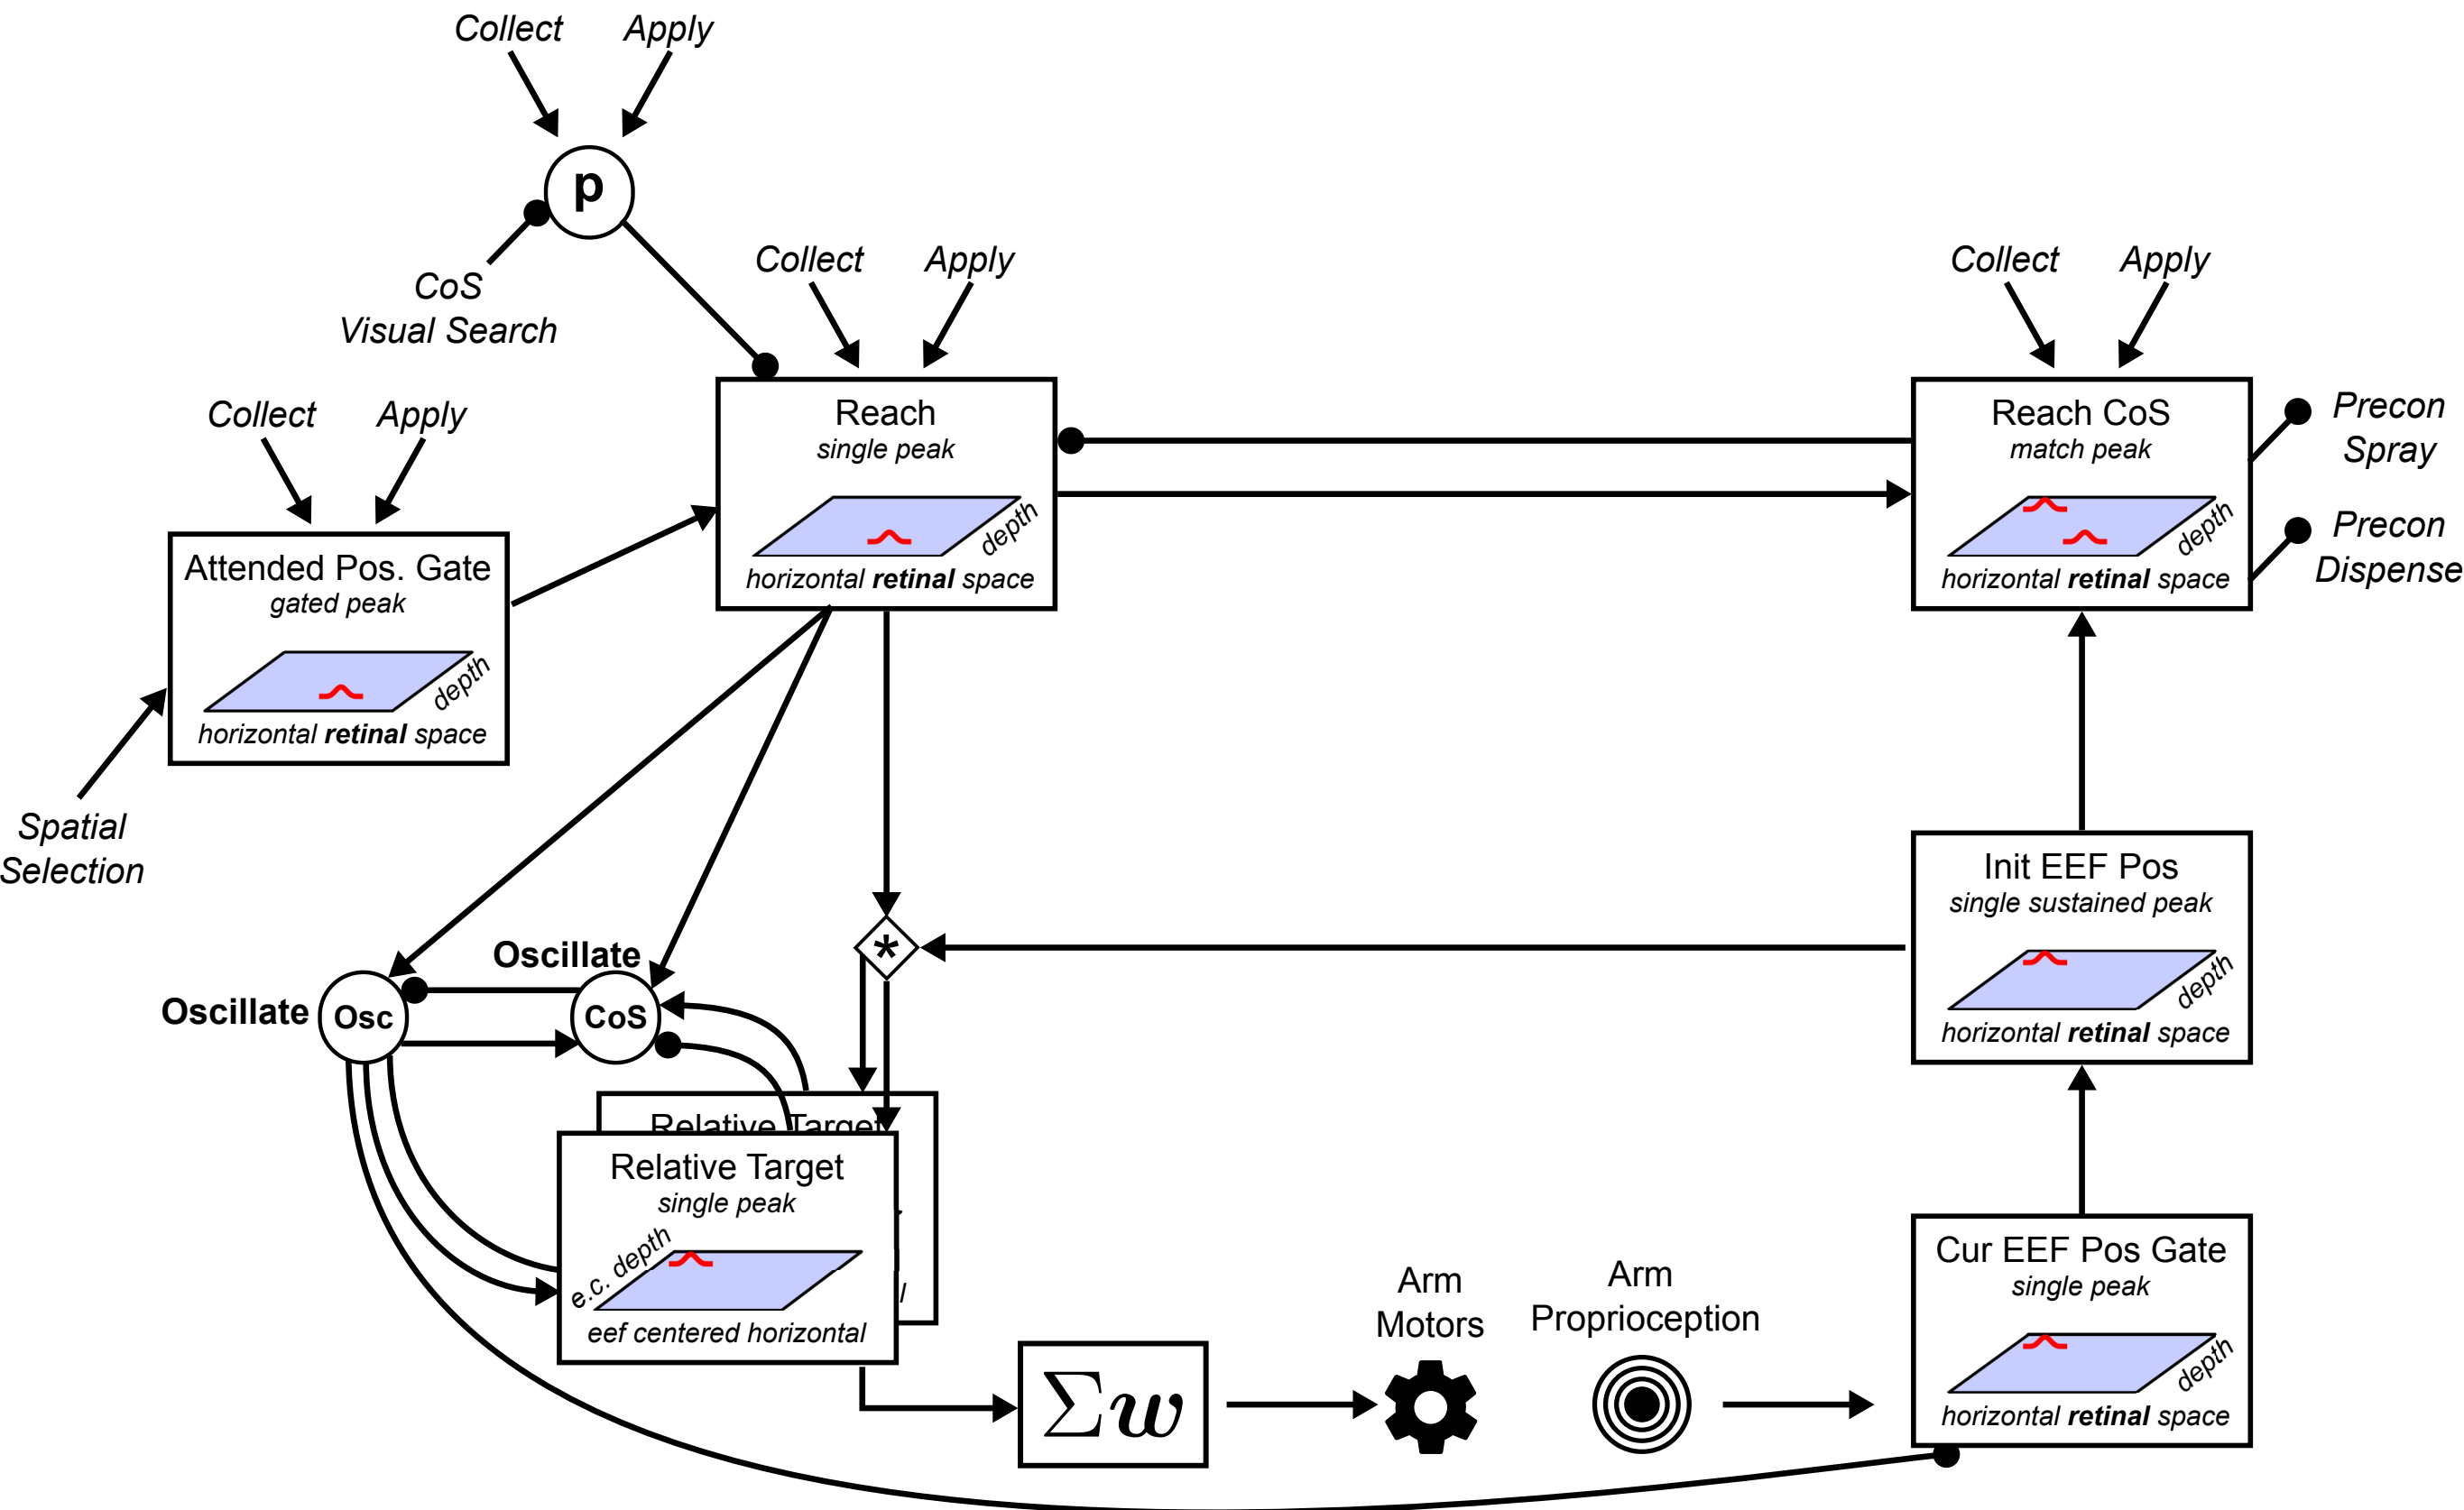 Collect
Apply
p
CoS
Visual Search
Collect
Apply
Collect
Apply
Collect
Apply
Reach
single peak
depth
horizontal retinal space
Reach CoS
match peak
depth
horizontal retinal space
Precon
Spray
Precon
Dispense
Attended Pos. Gate
gated peak
depth
horizontal retinal space
Spatial
Selection
Init EEF Pos
single sustained peak
depth
horizontal retinal space
*
Oscillate
Oscillate
Osc
CoS
Relative Target
Relative Target
single peak
e.c. depth
eef centered horizontal
Σw
Arm
Motors
Arm
Proprioception
Cur EEF Pos Gate
single peak
depth
horizontal retinal space